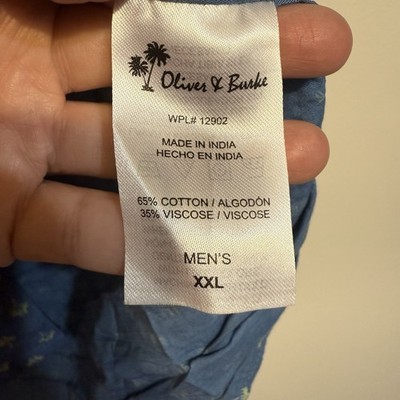 Oliver & Burke
WPL# 12902
MADE IN INDIA
HECHO EN INDIA
65% COTTON / ALGODÓN
35% VISCOSE / VISCOSE
MEN'S
XXL